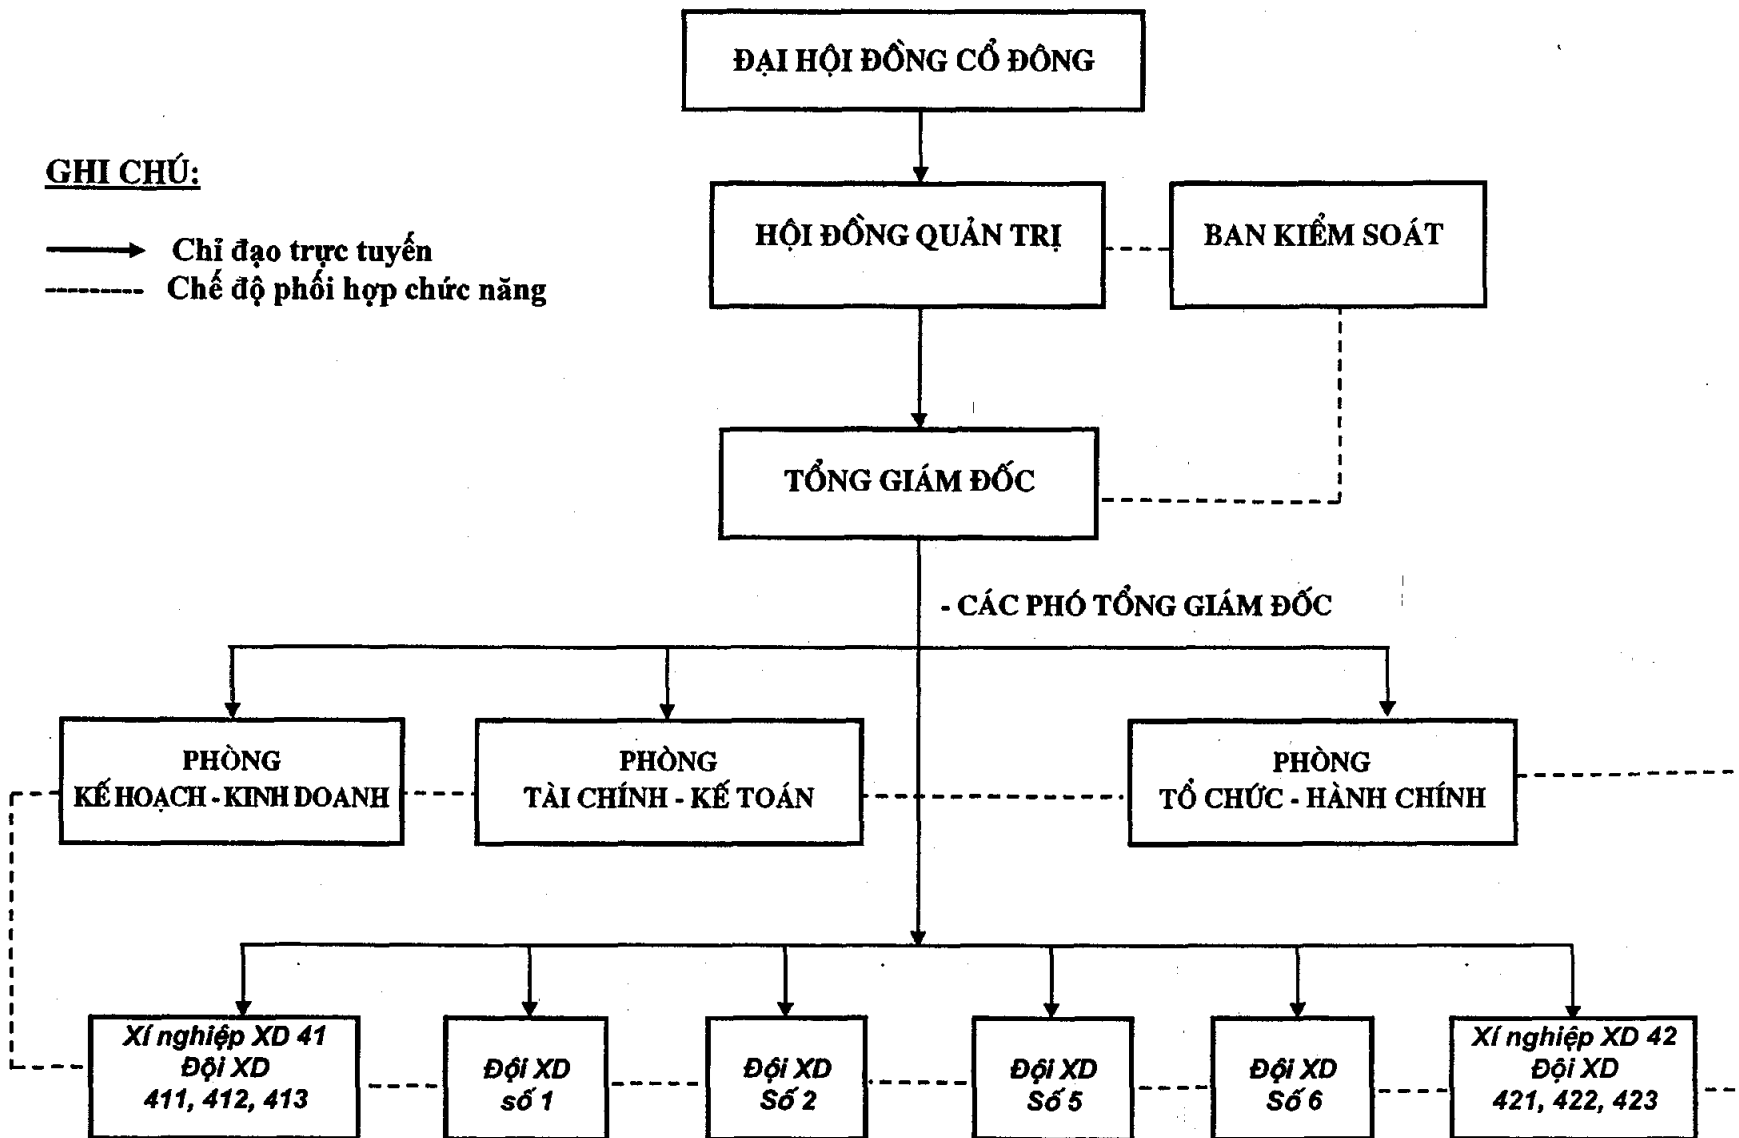 ĐẠI HỘI ĐỒNG CỔ ĐÔNG
GHI CHÚ:
Chỉ đạo trực tuyến
Chế độ phối hợp chức năng
HỘI ĐỒNG QUẢN TRỊ
BAN KIỂM SOÁT
TỔNG GIÁM ĐỐC
- CÁC PHÓ TỔNG GIÁM ĐỐC
PHÒNG
KẾ HOẠCH - KINH DOANH
PHÒNG
TÀI CHÍNH - KẾ TOÁN
PHÒNG
TỔ CHỨC - HÀNH CHÍNH
Xí nghiệp XD 41
Đội XD
411, 412, 413
Đội XD
số 1
Đội XD
Số 2
Đội XD
Số 5
Đội XD
Số 6
Xí nghiệp XD 42
Đội XD
421, 422, 423